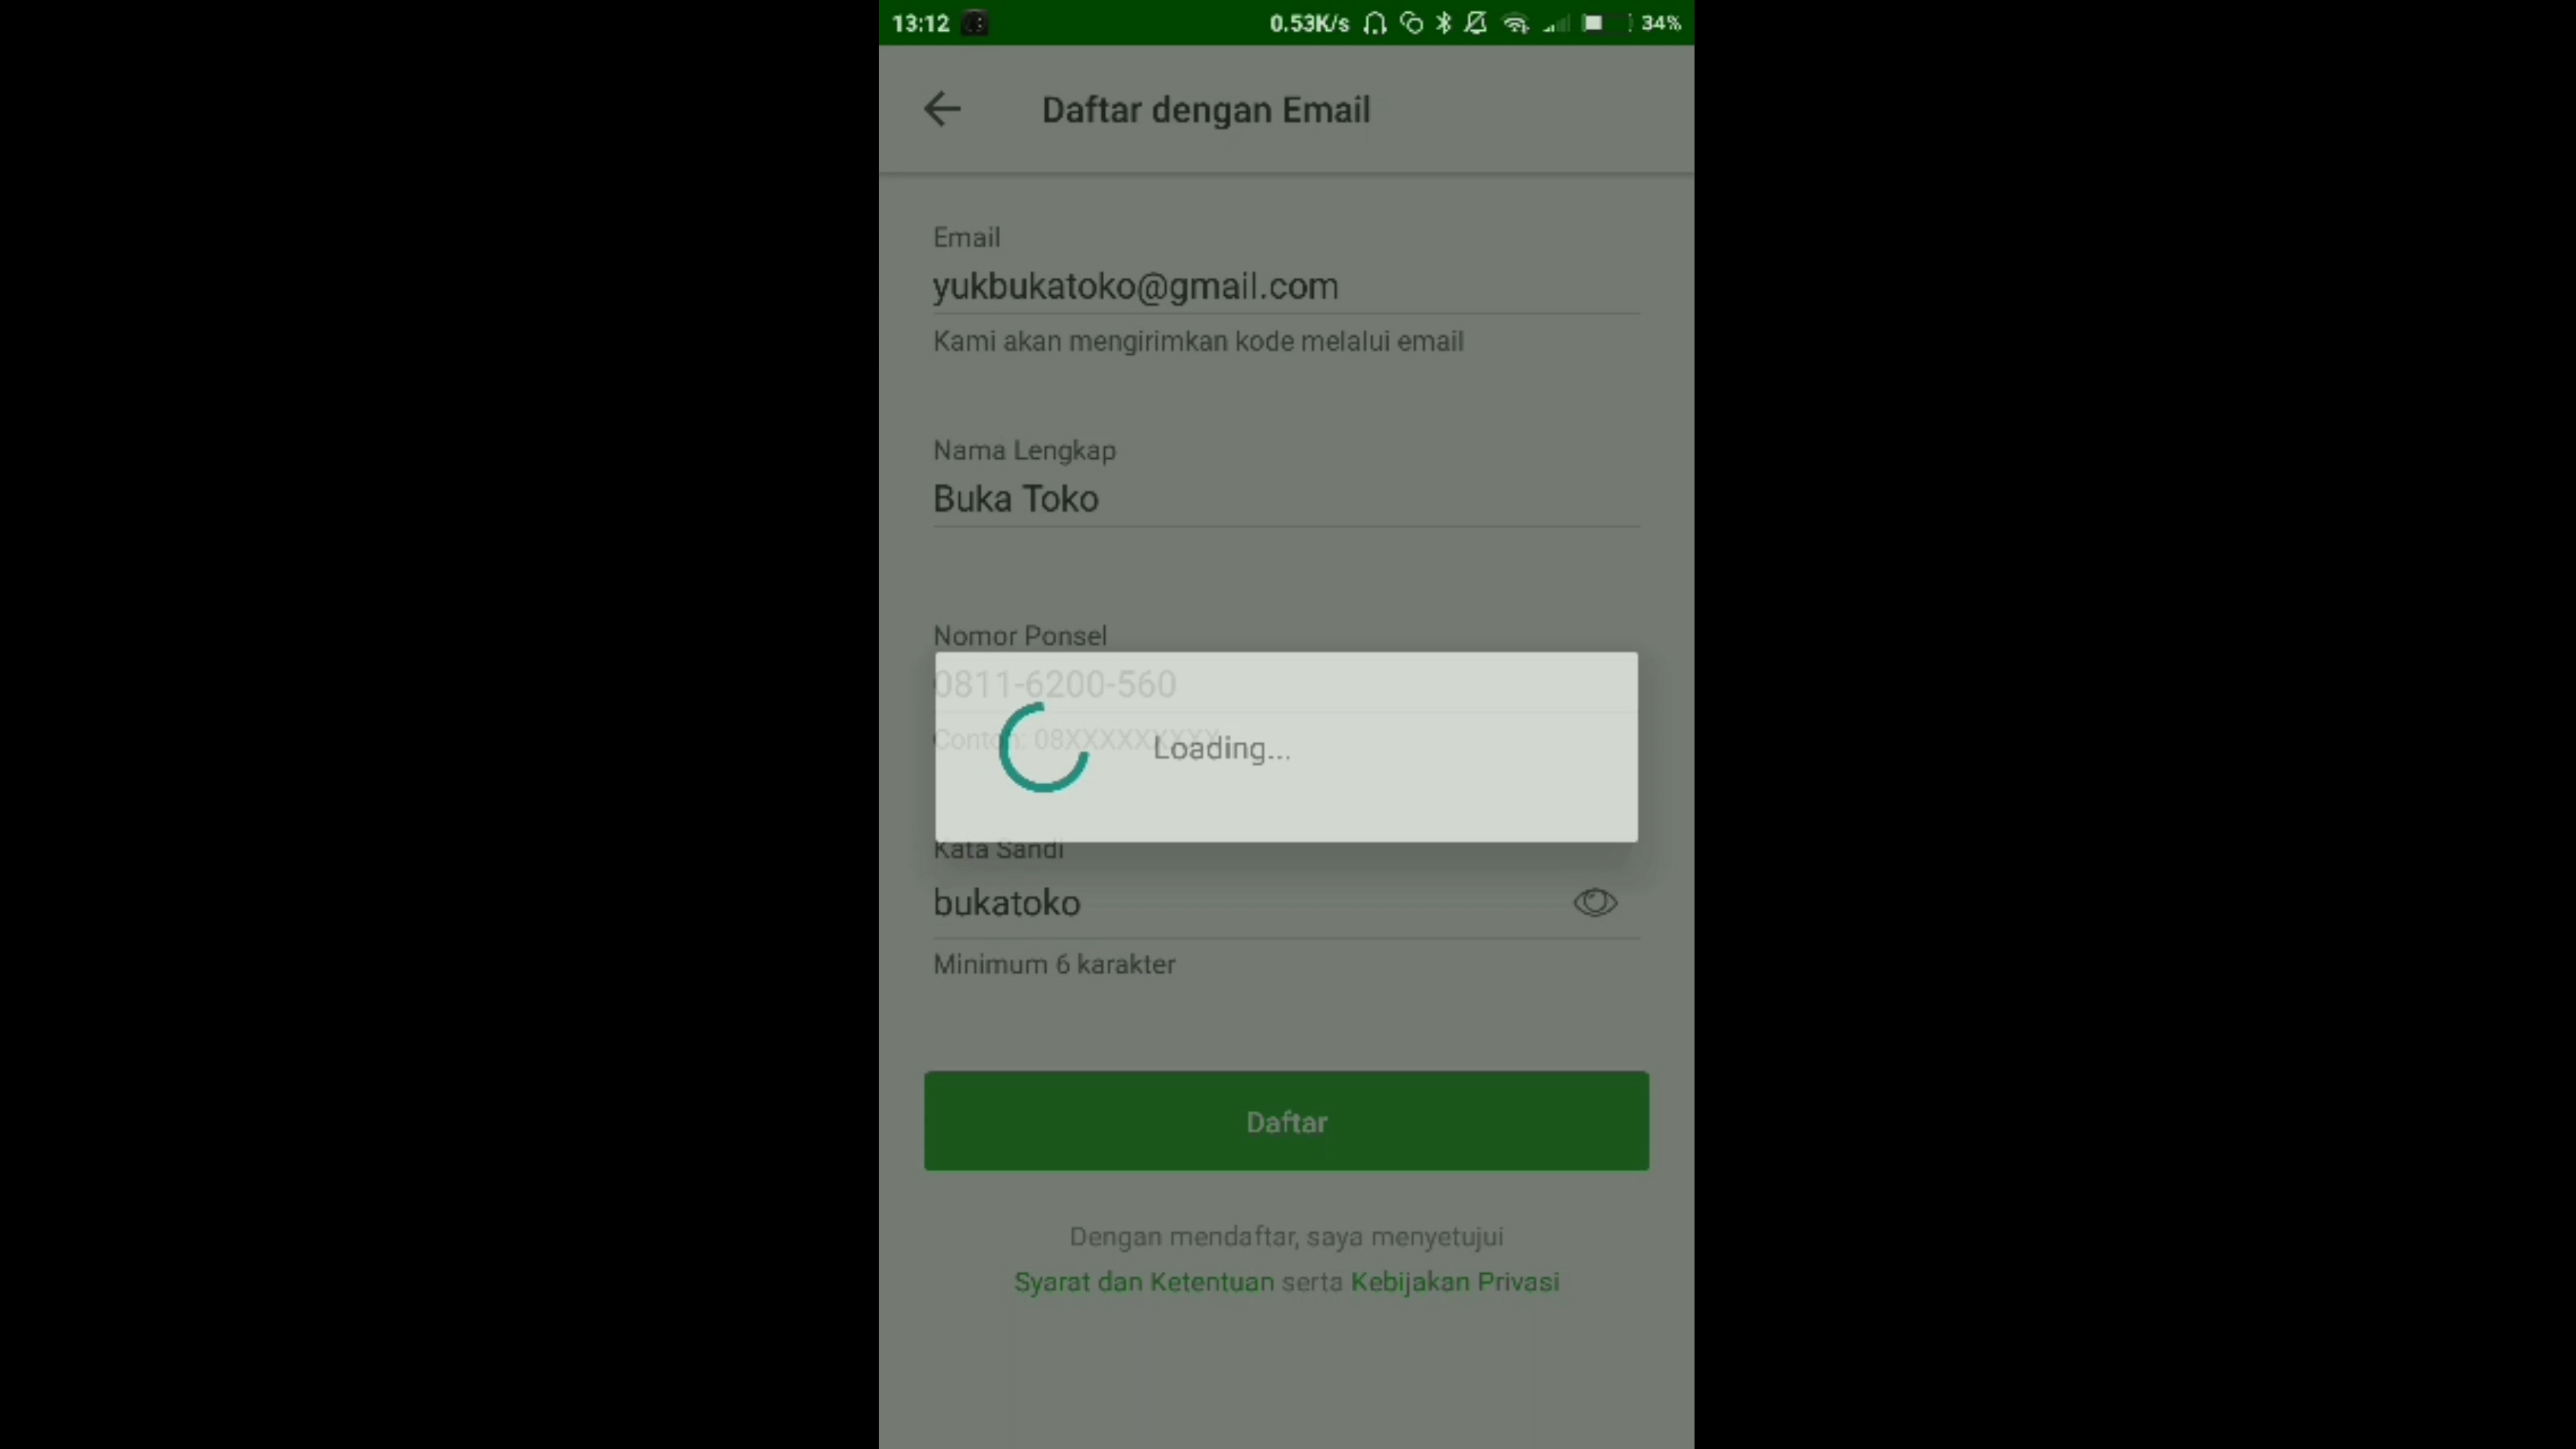 13:12
0.53K/s
34%
Daftar dengan Email
Email
yukbukatoko@gmail.com
Kami akan mengirimkan kode melalui email
Nama Lengkap
Buka Toko
Nomor Ponsel
0811-6200-560
Contoh: 08XXXXXXXXX
Loading...
Kata Sandi
bukatoko
Minimum 6 karakter
Daftar
Dengan mendaftar, saya menyetujui
Syarat dan Ketentuan serta Kebijakan Privasi